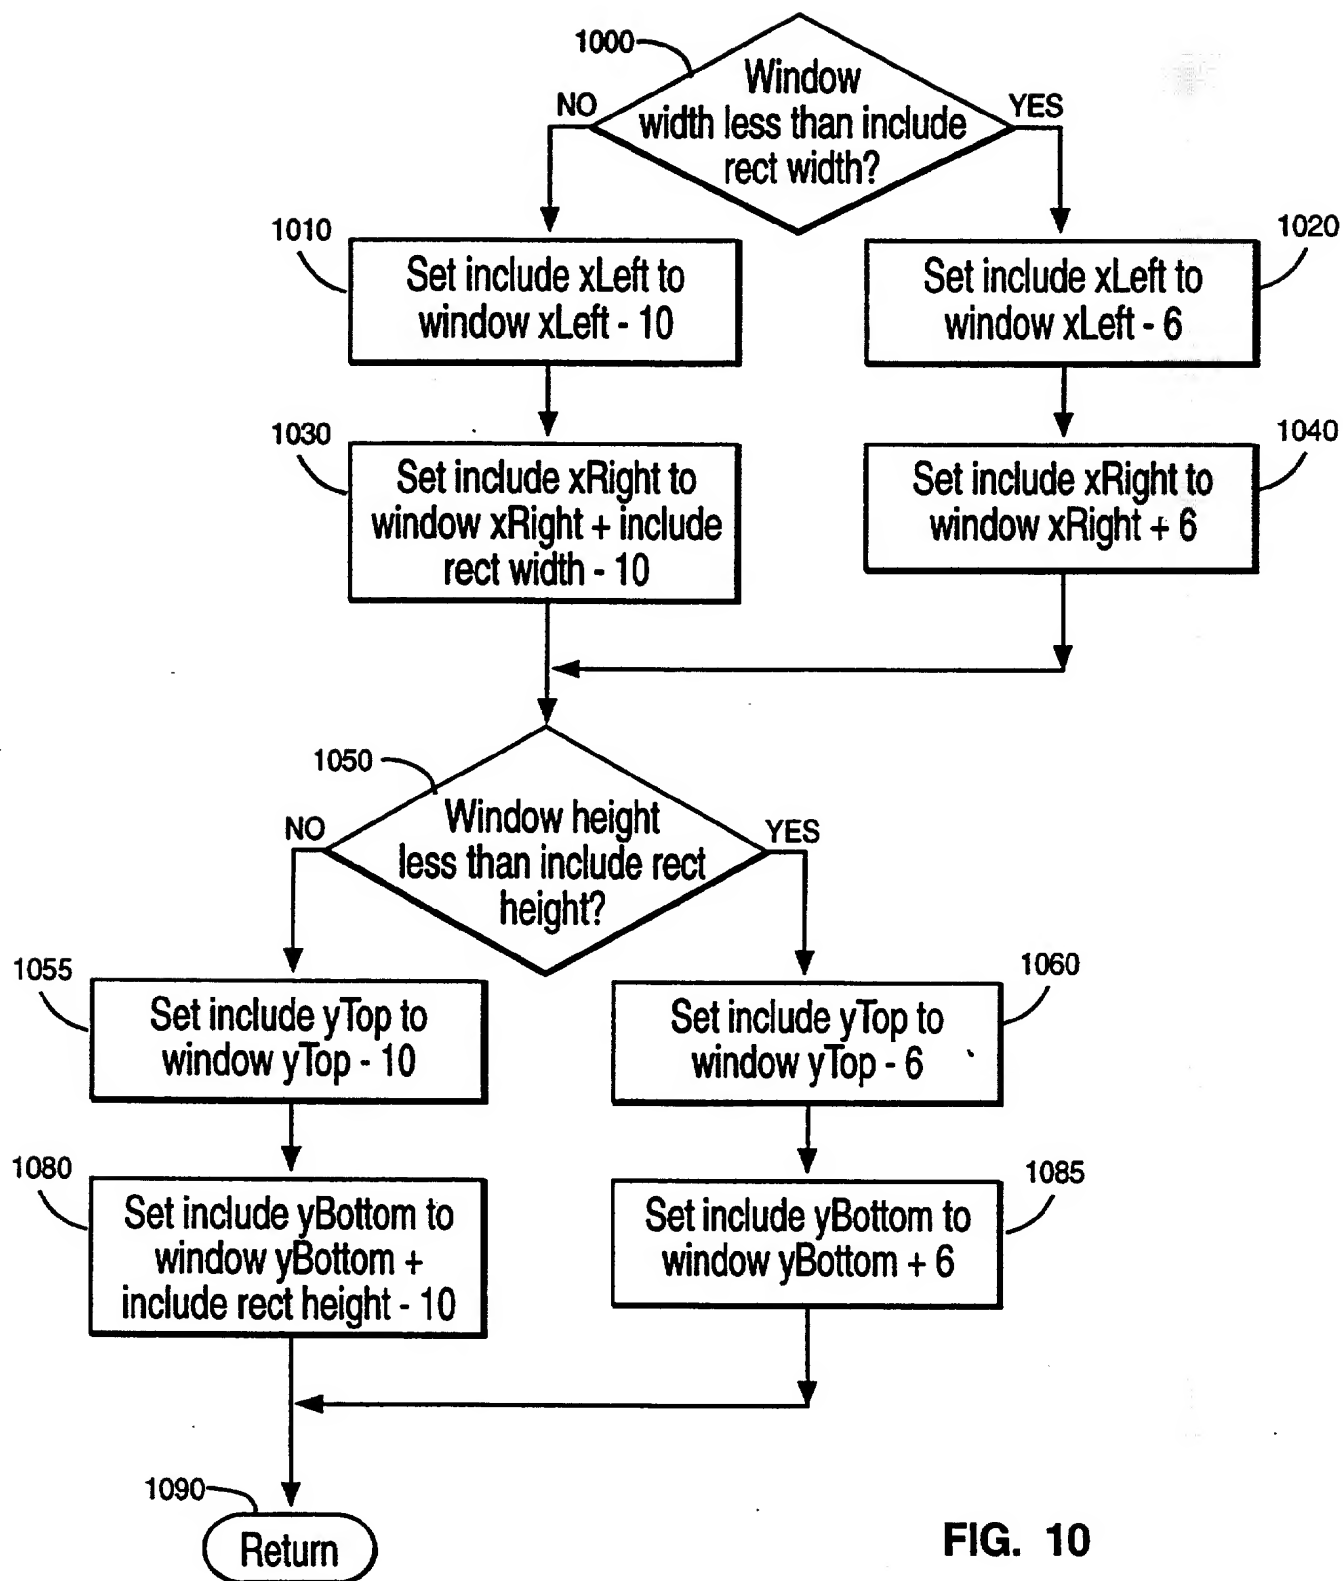 1000
Window
width less than include
rect width?
NO
YES
1010
Set include xLeft to
window xLeft - 10
1020
Set include xLeft to
window xLeft - 6
1030
Set include xRight to
window xRight + include
rect width - 10
1040
Set include xRight to
window xRight + 6
1050
Window height
less than include rect
height?
NO
YES
1055
Set include yTop to
window yTop - 10
1060
Set include yTop to
window yTop - 6
1080
Set include yBottom to
window yBottom +
include rect height - 10
1085
Set include yBottom to
window yBottom + 6
1090
Return
FIG. 10